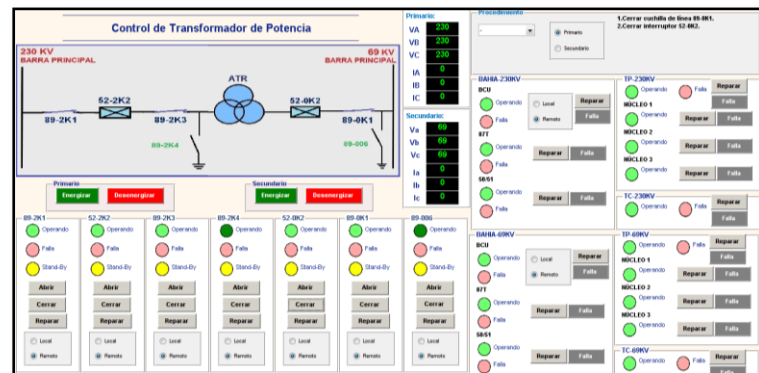 Control de Transformador de Potencia
230 KV
BARRA PRINCIPAL
69 KV
BARRA PRINCIPAL
ATR
52-2K2
52-0K2
89-2K1
89-2K3
89-0K1
89-2K4
89-006
Primario
Energizar
Desenergizar
Secundario
Energizar
Desenergizar
Primario:
VA 230
VB 230
VC 230
IA 0
IB 0
IC 0
Secundario:
Va 69
Vb 69
Vc 69
Ia 0
Ib 0
Ic 0
Procedimiento
-
Primario
Secundario
1.Cerrar cuchilla de línea 89-0K1.
2.Cerrar interruptor 52-0K2.
89-2K1
Operando
Falla
Stand-By
Abrir
Cerrar
Reparar
Local
Remoto
52-2K2
Operando
Falla
Stand-By
Abrir
Cerrar
Reparar
Local
Remoto
89-2K3
Operando
Falla
Stand-By
Abrir
Cerrar
Reparar
Local
Remoto
89-2K4
Operando
Falla
Stand-By
Abrir
Cerrar
Reparar
Local
Remoto
52-0K2
Operando
Falla
Stand-By
Abrir
Cerrar
Reparar
Local
Remoto
89-0K1
Operando
Falla
Stand-By
Abrir
Cerrar
Reparar
Local
Remoto
89-006
Operando
Falla
Stand-By
Abrir
Cerrar
Reparar
Local
Remoto
BAHIA-230KV
BCU
Operando
Falla
Local
Remoto
Reparar
Falla
87T
Operando
Falla
Reparar
Falla
50/51
Operando
Falla
Reparar
Falla
TP-230KV
Operando
Falla
Reparar
Falla
NÚCLEO 1
Operando
Reparar
Falla
NÚCLEO 2
Operando
Reparar
Falla
NÚCLEO 3
Operando
Reparar
Falla
TC-230KV
Operando
Falla
Reparar
Falla
BAHIA-69KV
BCU
Operando
Falla
Local
Remoto
Reparar
Falla
87T
Operando
Falla
Reparar
Falla
50/51
Operando
Falla
Reparar
Falla
TP-69KV
Operando
Falla
Reparar
Falla
NÚCLEO 1
Operando
Reparar
Falla
NÚCLEO 2
Operando
Reparar
Falla
NÚCLEO 3
Operando
Reparar
Falla
TC-69KV
Operando
Falla
Reparar
Falla